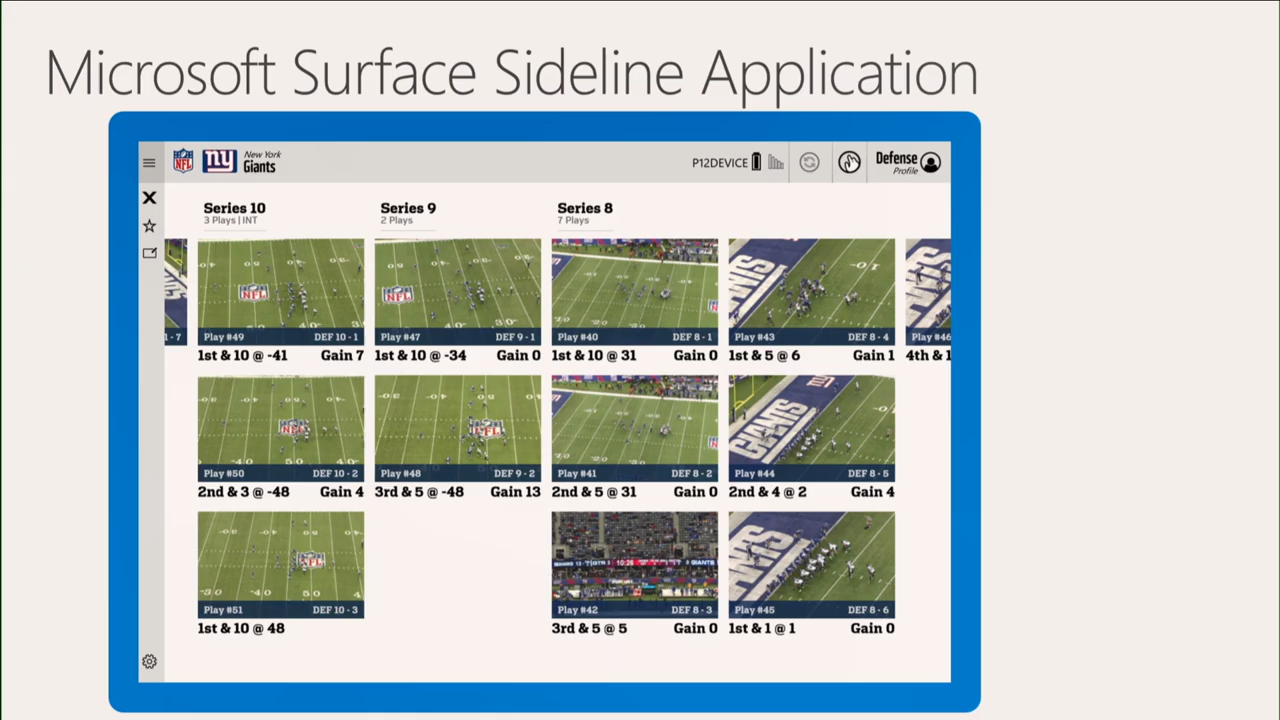 Microsoft Surface Sideline Application
NFL
ny
New York
Giants
P12DEVICE
Defense
Profile
Series 10
3 Plays | INT
Series 9
2 Plays
Series 8
7 Plays
1 - 7
Play #49 DEF 10 - 1
Play #47 DEF 9 - 1
Play #40 DEF 8 - 1
Play #43 DEF 8 - 4
Play #46
1st & 10 @ -41 Gain 7
1st & 10 @ -34 Gain 0
1st & 10 @ 31 Gain 0
1st & 5 @ 6 Gain 1
4th & 1
Play #50 DEF 10 - 2
Play #48 DEF 9 - 2
Play #41 DEF 8 - 2
Play #44 DEF 8 - 5
2nd & 3 @ -48 Gain 4
3rd & 5 @ -48 Gain 13
2nd & 5 @ 31 Gain 0
2nd & 4 @ 2 Gain 4
Play #51 DEF 10 - 3
Play #42 DEF 8 - 3
Play #45 DEF 8 - 6
1st & 10 @ 48
3rd & 5 @ 5 Gain 0
1st & 1 @ 1 Gain 0